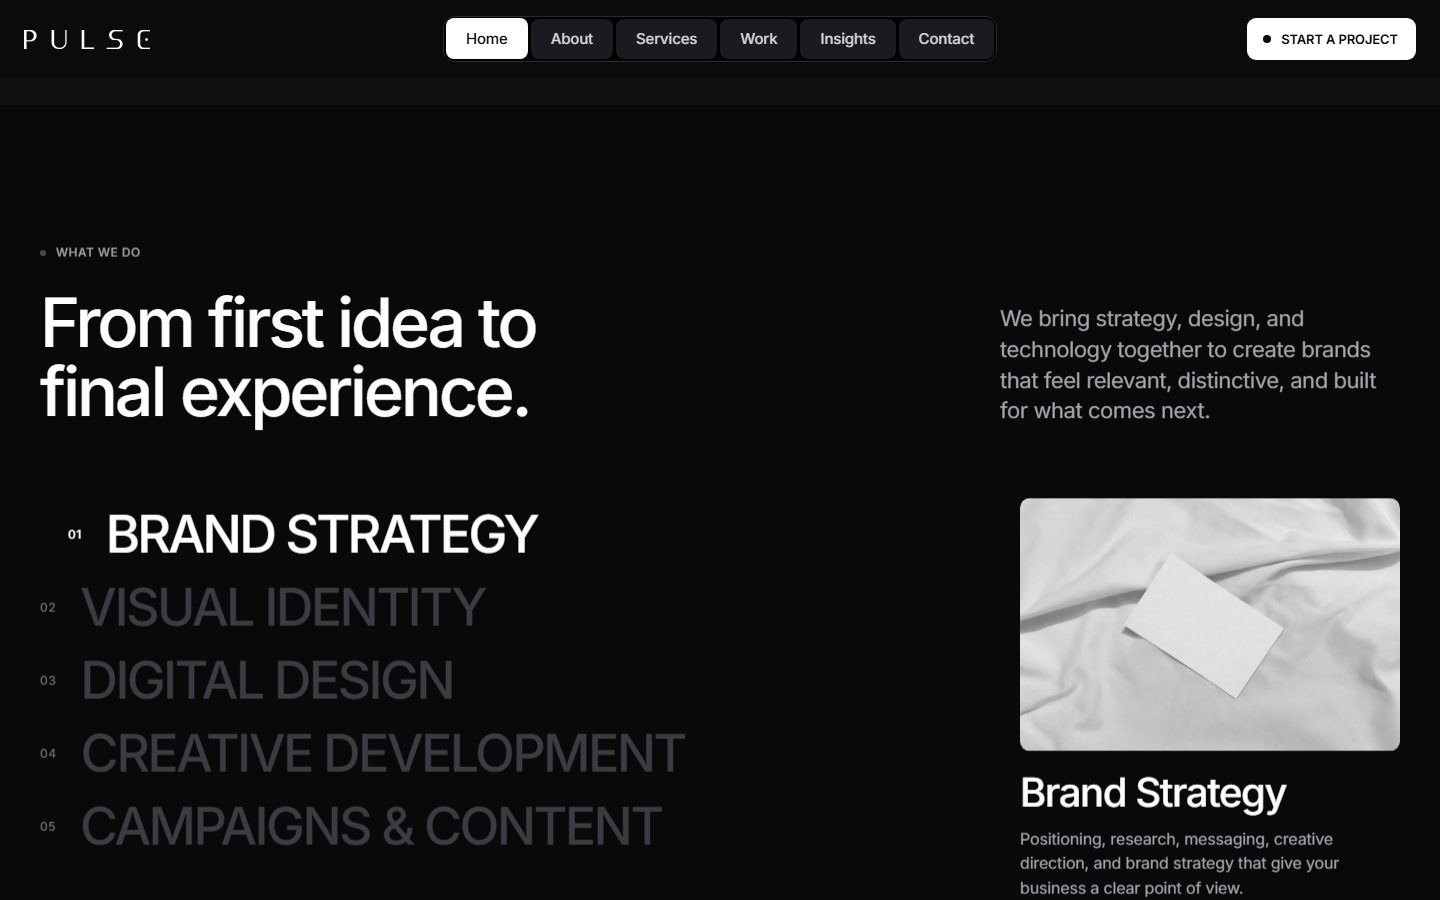 PULSE
Home
About
Services
Work
Insights
Contact
START A PROJECT
WHAT WE DO
From first idea to
final experience.
We bring strategy, design, and
technology together to create brands
that feel relevant, distinctive, and built
for what comes next.
01 BRAND STRATEGY
02 VISUAL IDENTITY
03 DIGITAL DESIGN
04 CREATIVE DEVELOPMENT
05 CAMPAIGNS & CONTENT
Brand Strategy
Positioning, research, messaging, creative
direction, and brand strategy that give your
business a clear point of view.